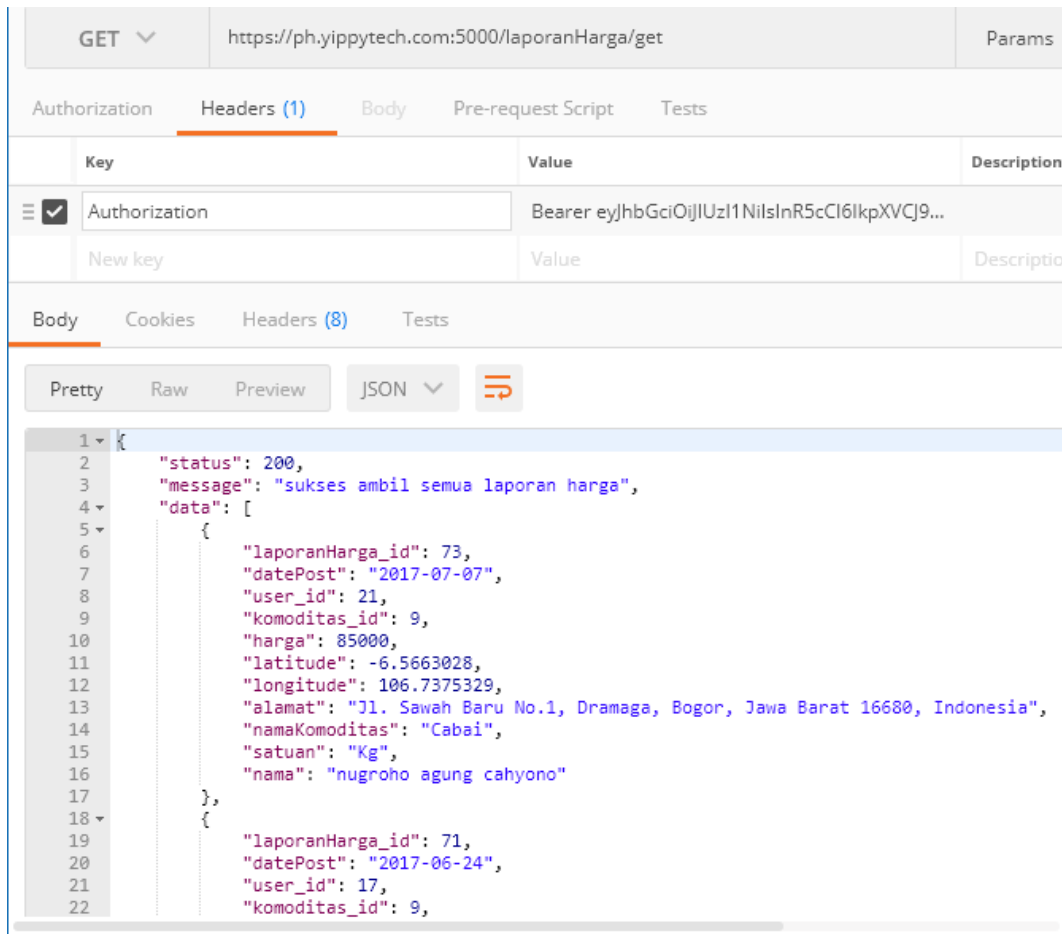 GET https://ph.yippytech.com:5000/laporanHarga/get Params
Authorization Headers (1) Body Pre-request Script Tests
Key Value Description
Authorization Bearer eyJhbGciOiJIUzI1NiIsInR5cCI6IkpXVCJ9...
New key Value Descriptio
Body Cookies Headers (8) Tests
Pretty Raw Preview JSON
1 {
2 "status": 200,
3 "message": "sukses ambil semua laporan harga",
4 "data": [
5 {
6 "laporanHarga_id": 73,
7 "datePost": "2017-07-07",
8 "user_id": 21,
9 "komoditas_id": 9,
10 "harga": 85000,
11 "latitude": -6.5663028,
12 "longitude": 106.7375329,
13 "alamat": "Jl. Sawah Baru No.1, Dramaga, Bogor, Jawa Barat 16680, Indonesia",
14 "namaKomoditas": "Cabai",
15 "satuan": "Kg",
16 "nama": "nugroho agung cahyono"
17 },
18 {
19 "laporanHarga_id": 71,
20 "datePost": "2017-06-24",
21 "user_id": 17,
22 "komoditas_id": 9,